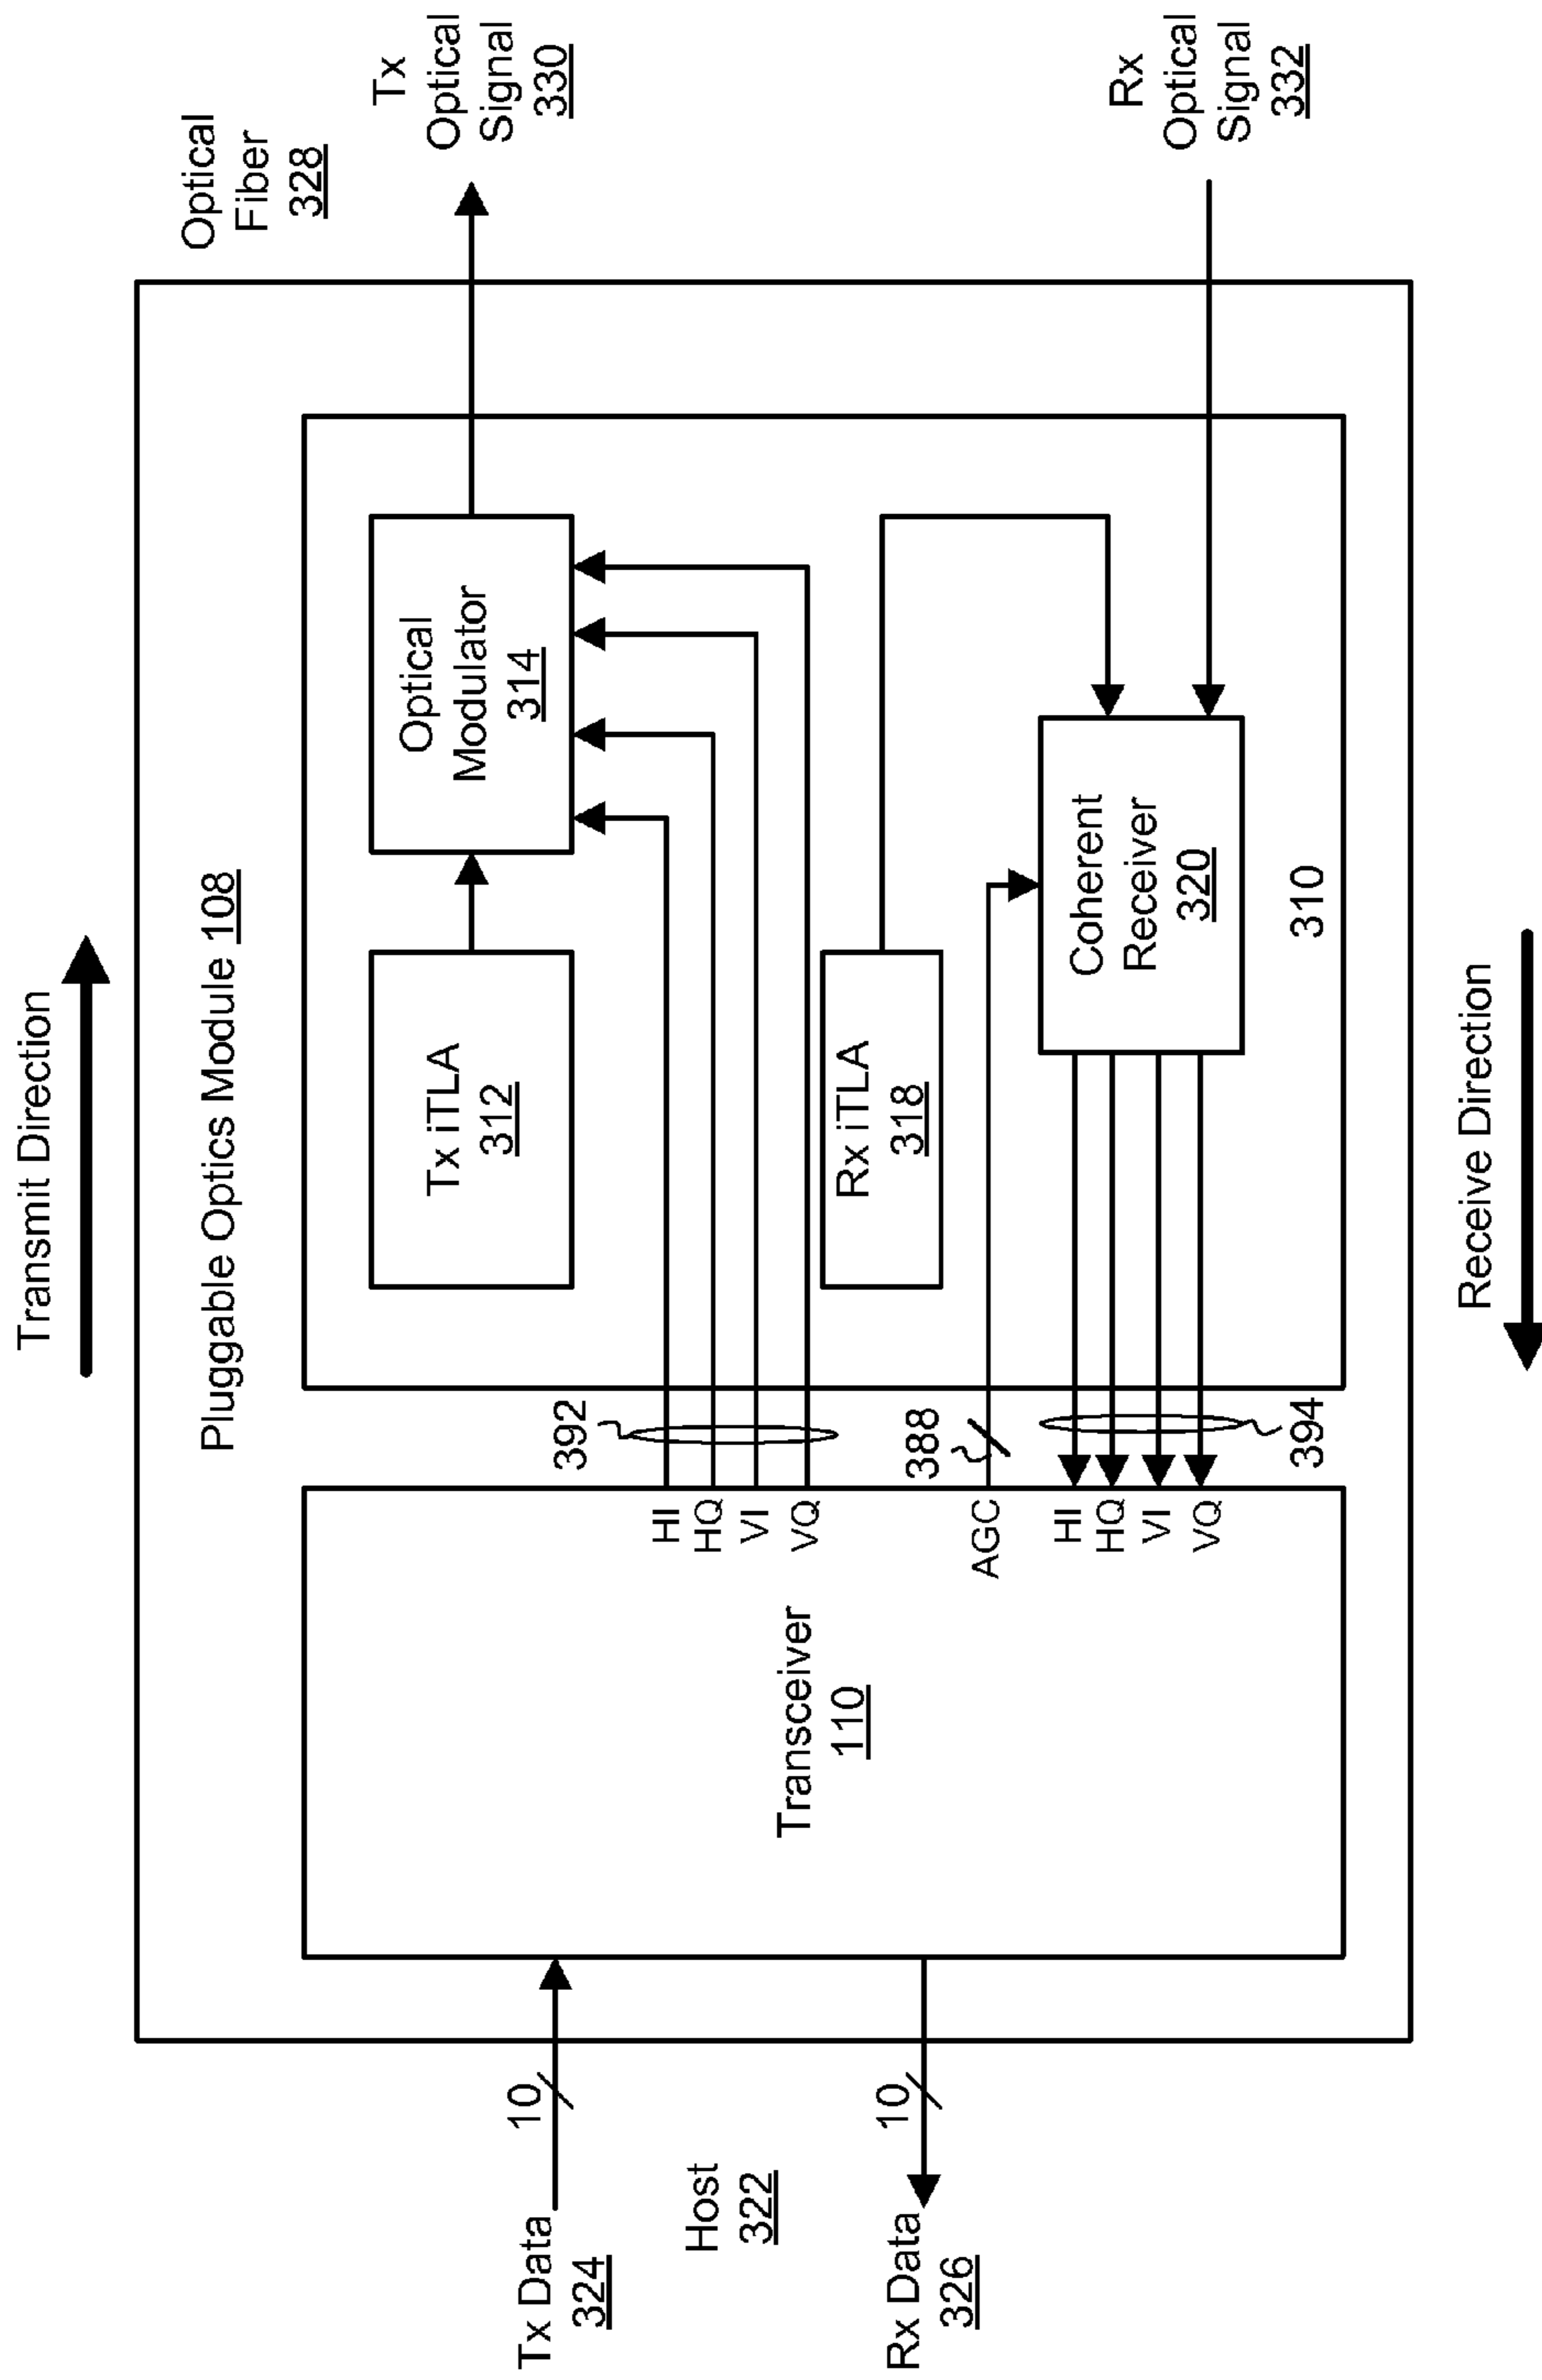 Transmit Direction
Pluggable Optics Module 108
Optical
Fiber
328
Tx Data
324
10
Host
322
Rx Data
326
10
Transceiver
110
HI
HQ
VI
VQ
AGC
HI
HQ
VI
VQ
392
388
394
Tx iTLA
312
Optical
Modulator
314
Rx iTLA
318
Coherent
Receiver
320
310
Tx
Optical
Signal
330
Rx
Optical
Signal
332
Receive Direction